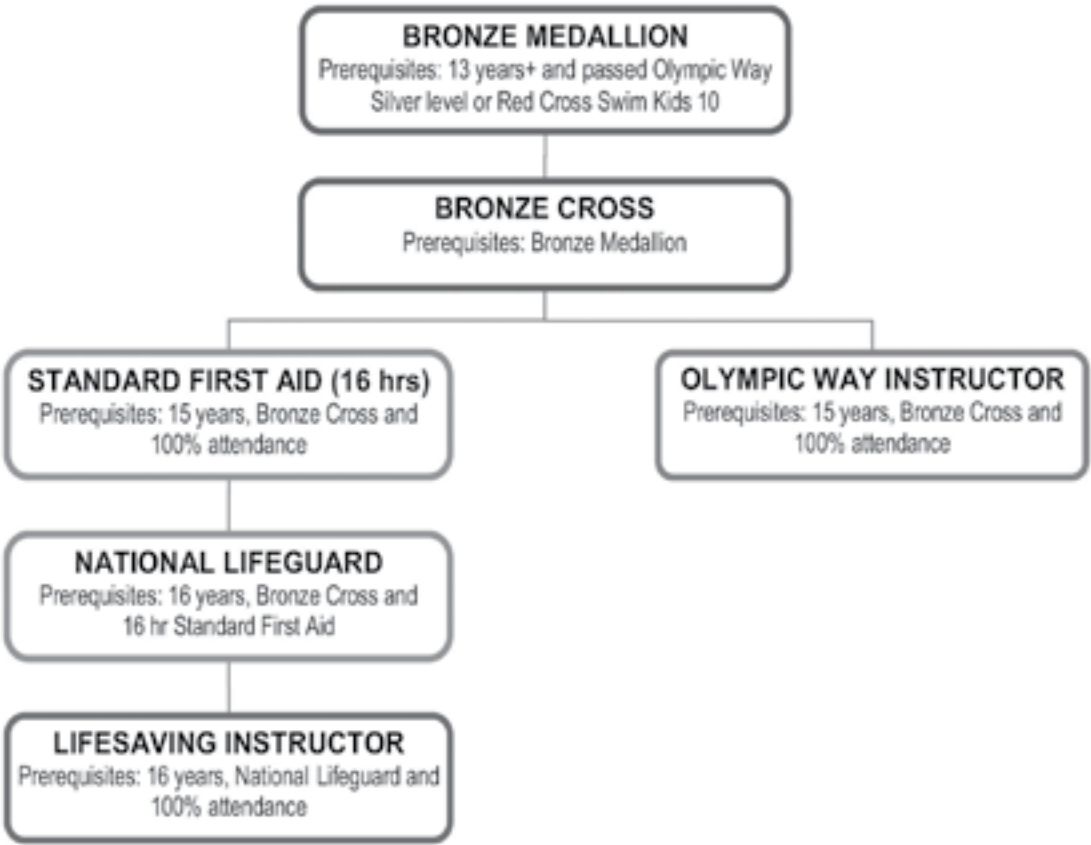 BRONZE MEDALLION
Prerequisites: 13 years+ and passed Olympic Way
Silver level or Red Cross Swim Kids 10
BRONZE CROSS
Prerequisites: Bronze Medallion
STANDARD FIRST AID (16 hrs)
Prerequisites: 15 years, Bronze Cross and
100% attendance
OLYMPIC WAY INSTRUCTOR
Prerequisites: 15 years, Bronze Cross and
100% attendance
NATIONAL LIFEGUARD
Prerequisites: 16 years, Bronze Cross and
16 hr Standard First Aid
LIFESAVING INSTRUCTOR
Prerequisites: 16 years, National Lifeguard and
100% attendance